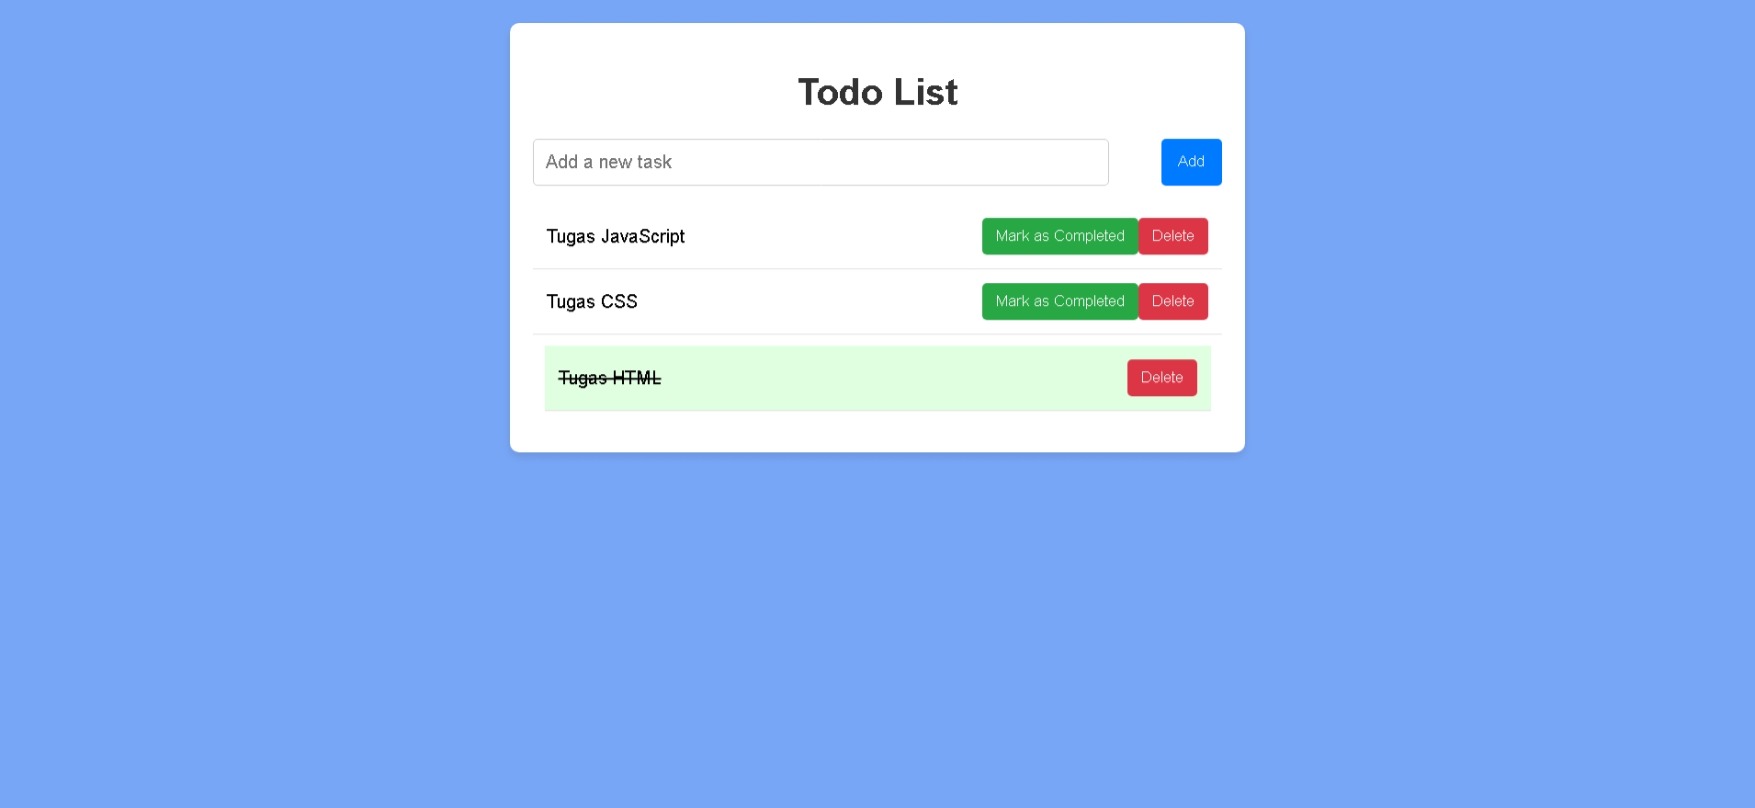 Todo List
Add a new task Add
Tugas JavaScript Mark as Completed Delete
Tugas CSS Mark as Completed Delete
Tugas HTML Delete